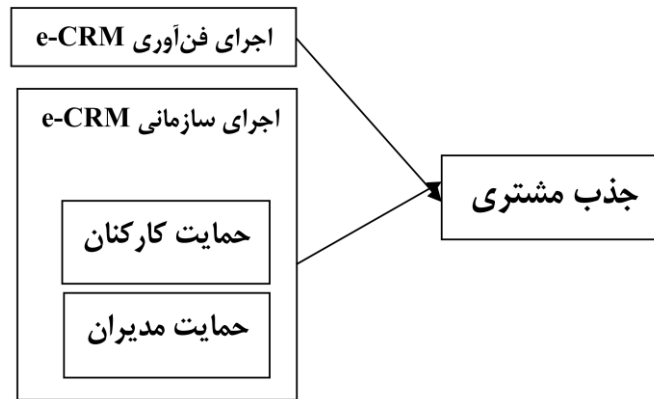 اجرای فن‌آوری e-CRM
اجرای سازمانی e-CRM
حمایت کارکنان
حمایت مدیران
جذب مشتری